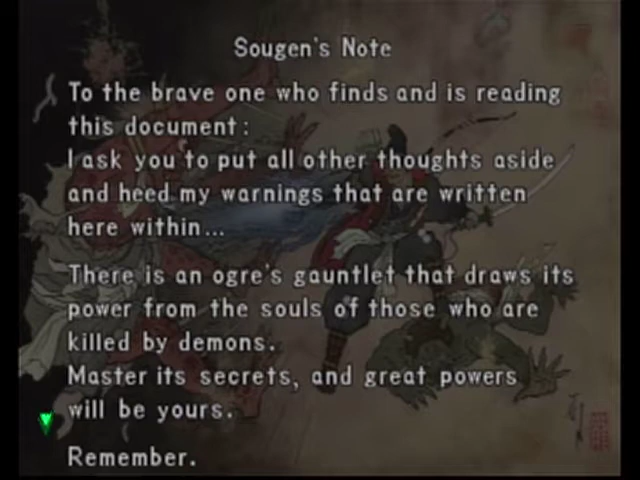 Sougen's Note
To the brave one who finds and is reading
this document:
I ask you to put all other thoughts aside
and heed my warnings that are written
here within...
There is an ogre's gauntlet that draws its
power from the souls of those who are
killed by demons.
Master its secrets, and great powers
will be yours.
Remember.